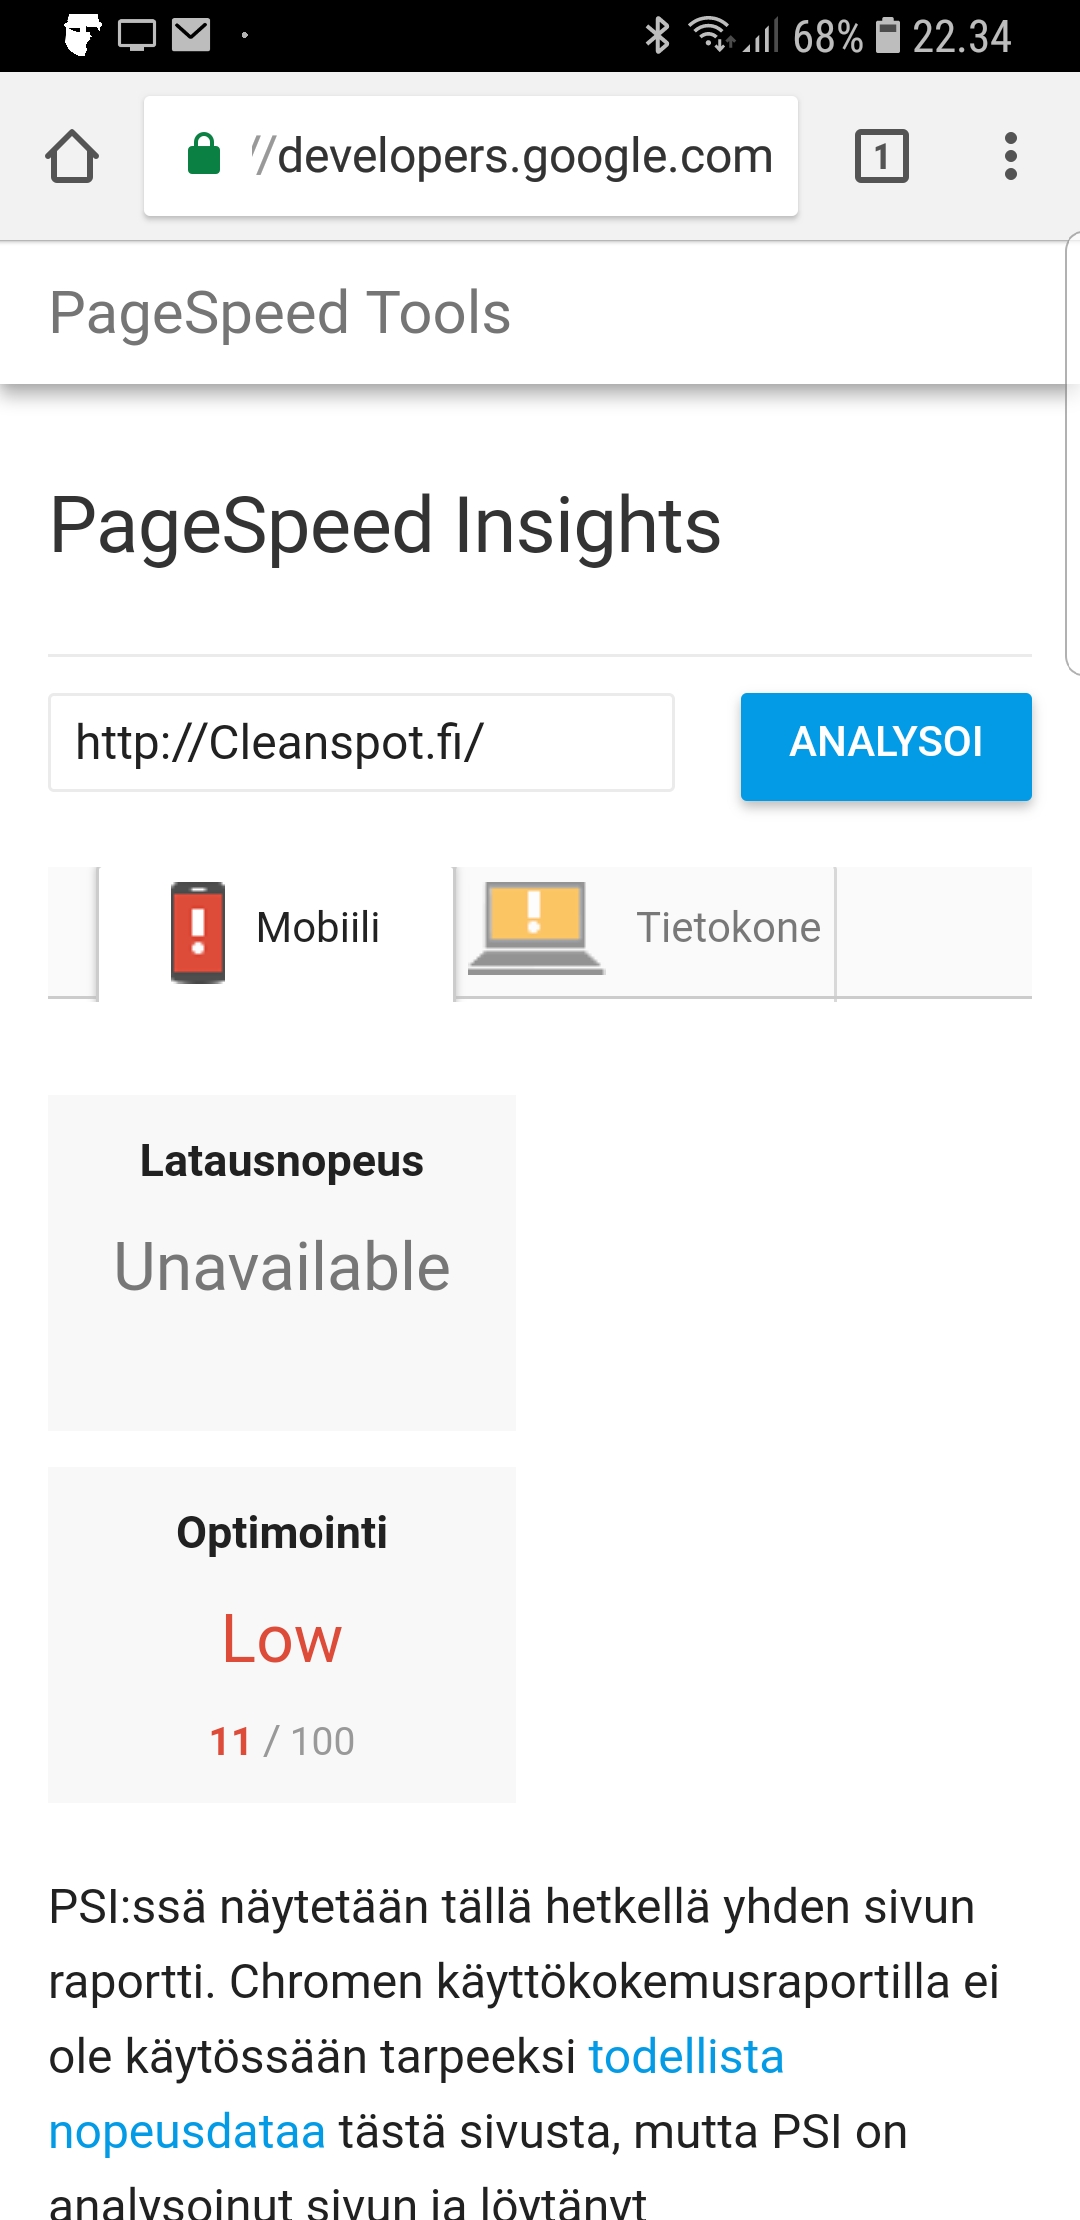 68% 22.34
//developers.google.com
1
PageSpeed Tools
PageSpeed Insights
http://Cleanspot.fi/
ANALYSOI
Mobiili
Tietokone
Latausnopeus
Unavailable
Optimointi
Low
11 / 100
PSI:ssä näytetään tällä hetkellä yhden sivun
raportti. Chromen käyttökokemusraportilla ei
ole käytössään tarpeeksi todellista
nopeusdataa tästä sivusta, mutta PSI on
analysoinut sivun ja löytänyt